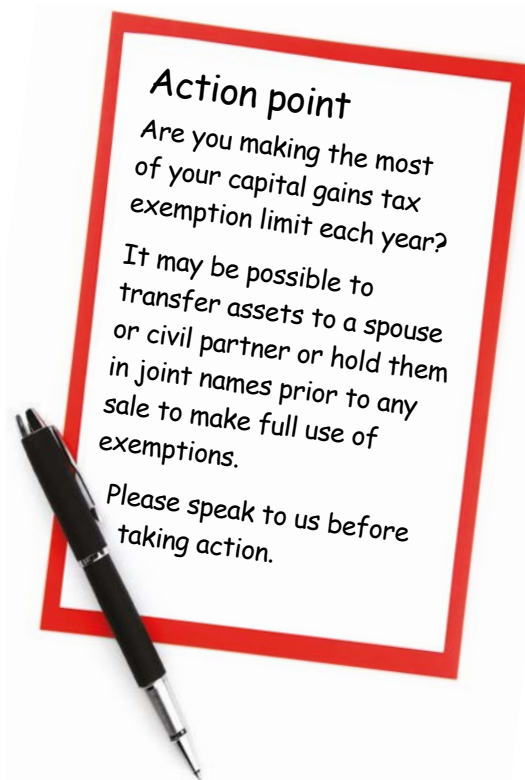 Action point
Are you making the most
of your capital gains tax
exemption limit each year?
It may be possible to
transfer assets to a spouse
or civil partner or hold them
in joint names prior to any
sale to make full use of
exemptions.
Please speak to us before
taking action.